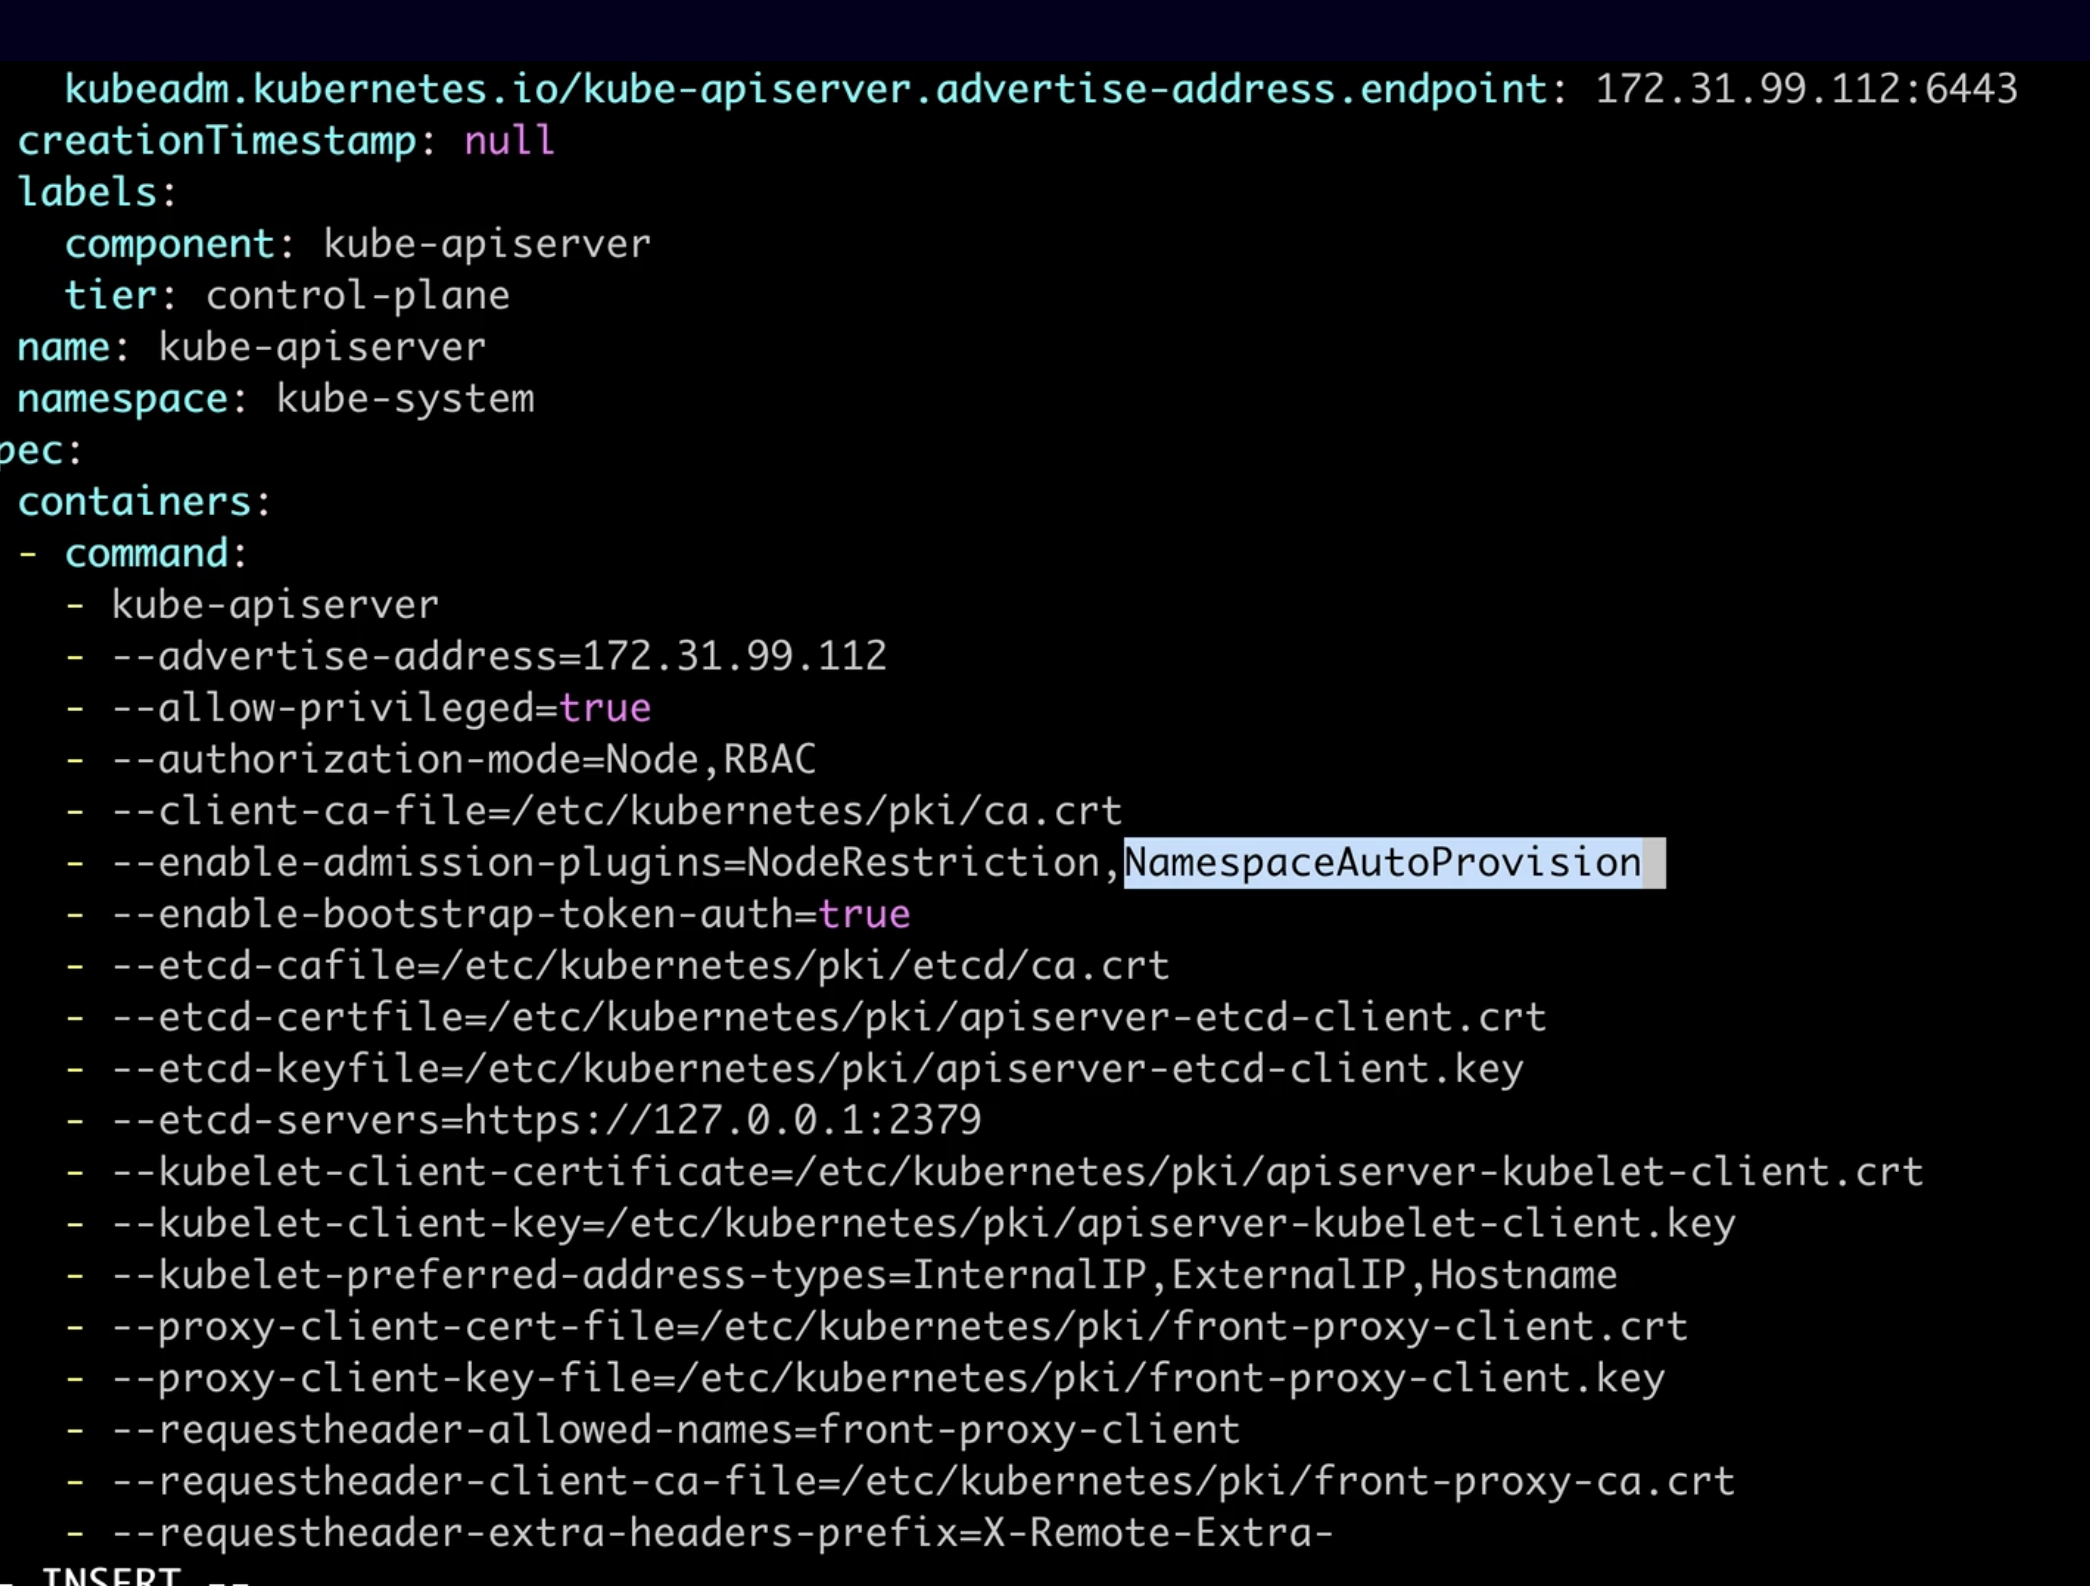 kubeadm.kubernetes.io/kube-apiserver.advertise-address.endpoint: 172.31.99.112:6443
creationTimestamp: null
labels:
component: kube-apiserver
tier: control-plane
name: kube-apiserver
namespace: kube-system
pec:
containers:
- command:
- kube-apiserver
- --advertise-address=172.31.99.112
- --allow-privileged=true
- --authorization-mode=Node,RBAC
- --client-ca-file=/etc/kubernetes/pki/ca.crt
- --enable-admission-plugins=NodeRestriction,NamespaceAutoProvision
- --enable-bootstrap-token-auth=true
- --etcd-cafile=/etc/kubernetes/pki/etcd/ca.crt
- --etcd-certfile=/etc/kubernetes/pki/apiserver-etcd-client.crt
- --etcd-keyfile=/etc/kubernetes/pki/apiserver-etcd-client.key
- --etcd-servers=https://127.0.0.1:2379
- --kubelet-client-certificate=/etc/kubernetes/pki/apiserver-kubelet-client.crt
- --kubelet-client-key=/etc/kubernetes/pki/apiserver-kubelet-client.key
- --kubelet-preferred-address-types=InternalIP,ExternalIP,Hostname
- --proxy-client-cert-file=/etc/kubernetes/pki/front-proxy-client.crt
- --proxy-client-key-file=/etc/kubernetes/pki/front-proxy-client.key
- --requestheader-allowed-names=front-proxy-client
- --requestheader-client-ca-file=/etc/kubernetes/pki/front-proxy-ca.crt
- --requestheader-extra-headers-prefix=X-Remote-Extra-
- INSERT --